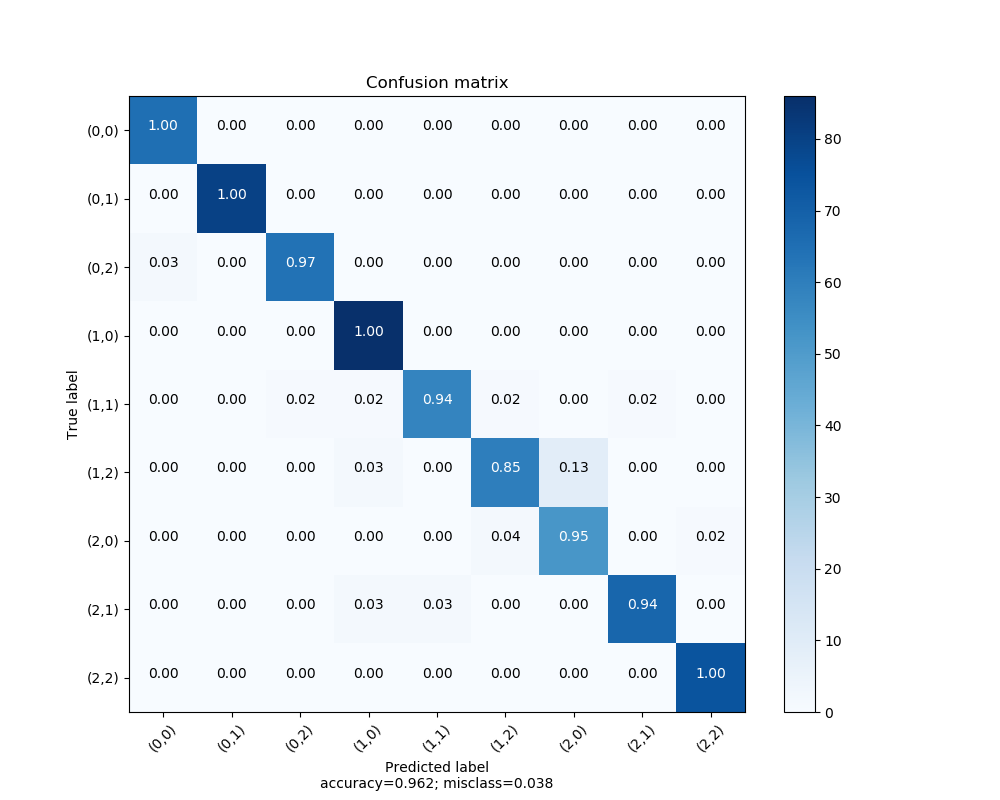 Confusion matrix
(0,0) 1.00 0.00 0.00 0.00 0.00 0.00 0.00 0.00 0.00
(0,1) 0.00 1.00 0.00 0.00 0.00 0.00 0.00 0.00 0.00
(0,2) 0.03 0.00 0.97 0.00 0.00 0.00 0.00 0.00 0.00
(1,0) 0.00 0.00 0.00 1.00 0.00 0.00 0.00 0.00 0.00
(1,1) 0.00 0.00 0.02 0.02 0.94 0.02 0.00 0.02 0.00
(1,2) 0.00 0.00 0.00 0.03 0.00 0.85 0.13 0.00 0.00
(2,0) 0.00 0.00 0.00 0.00 0.00 0.04 0.95 0.00 0.02
(2,1) 0.00 0.00 0.00 0.03 0.03 0.00 0.00 0.94 0.00
(2,2) 0.00 0.00 0.00 0.00 0.00 0.00 0.00 0.00 1.00
(0,0) (0,1) (0,2) (1,0) (1,1) (1,2) (2,0) (2,1) (2,2)
True label
Predicted label
accuracy=0.962; misclass=0.038
80
70
60
50
40
30
20
10
0